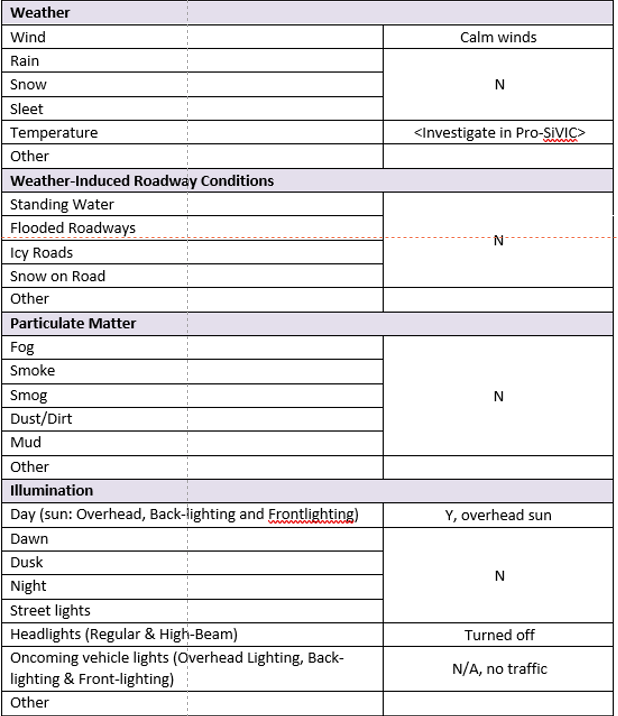 Weather
Wind Calm winds
Rain
Snow N
Sleet
Temperature <Investigate in Pro-SiVIC>
Other
Weather-Induced Roadway Conditions
Standing Water
Flooded Roadways
N
Icy Roads
Snow on Road
Other
Particulate Matter
Fog
Smoke
Smog N
Dust/Dirt
Mud
Other
Illumination
Day (sun: Overhead, Back-lighting and Frontlighting) Y, overhead sun
Dawn
Dusk
N
Night
Street lights
Headlights (Regular & High-Beam) Turned off
Oncoming vehicle lights (Overhead Lighting, Back-
lighting & Front-lighting)
N/A, no traffic
Other